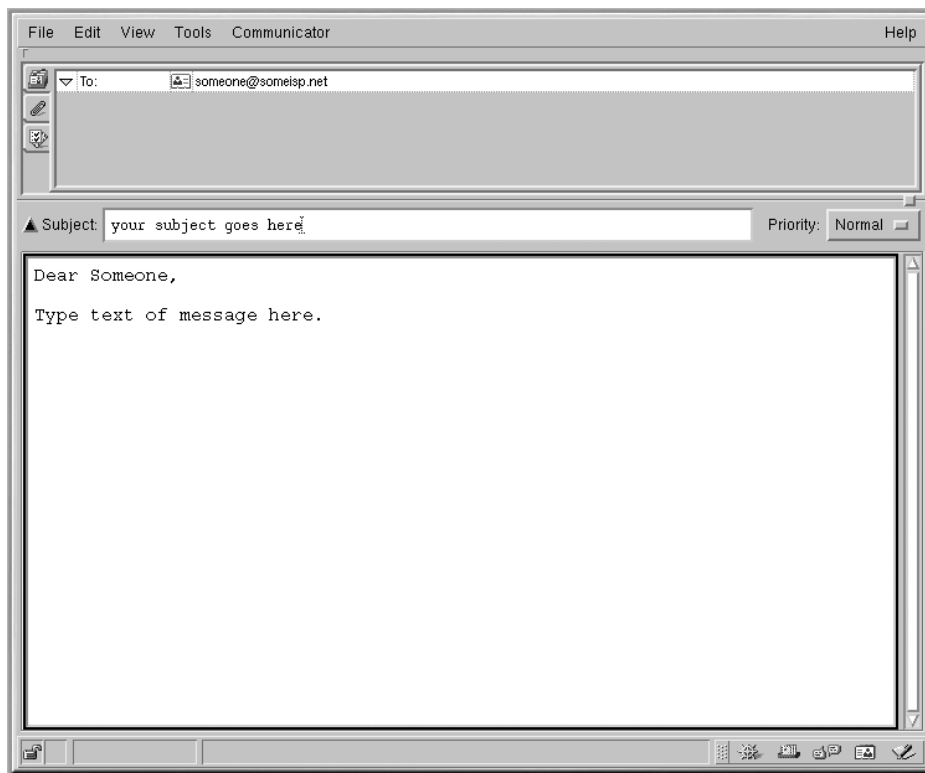 File Edit View Tools Communicator Help
To: someone@someisp.net
Subject: your subject goes here Priority: Normal
Dear Someone,
Type text of message here.